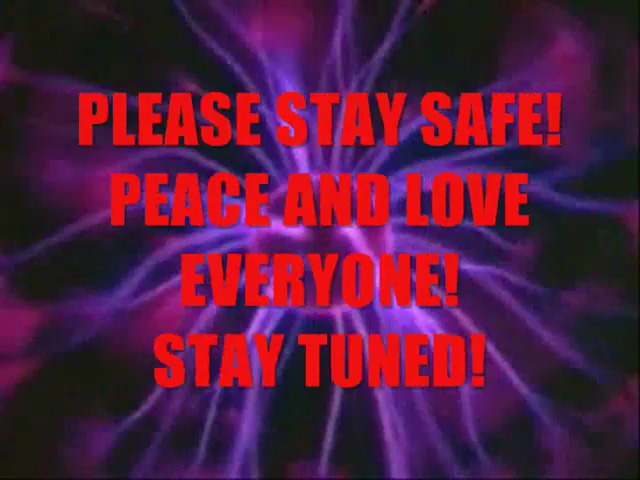 PLEASE STAY SAFE!
PEACE AND LOVE
EVERYONE!
STAY TUNED!